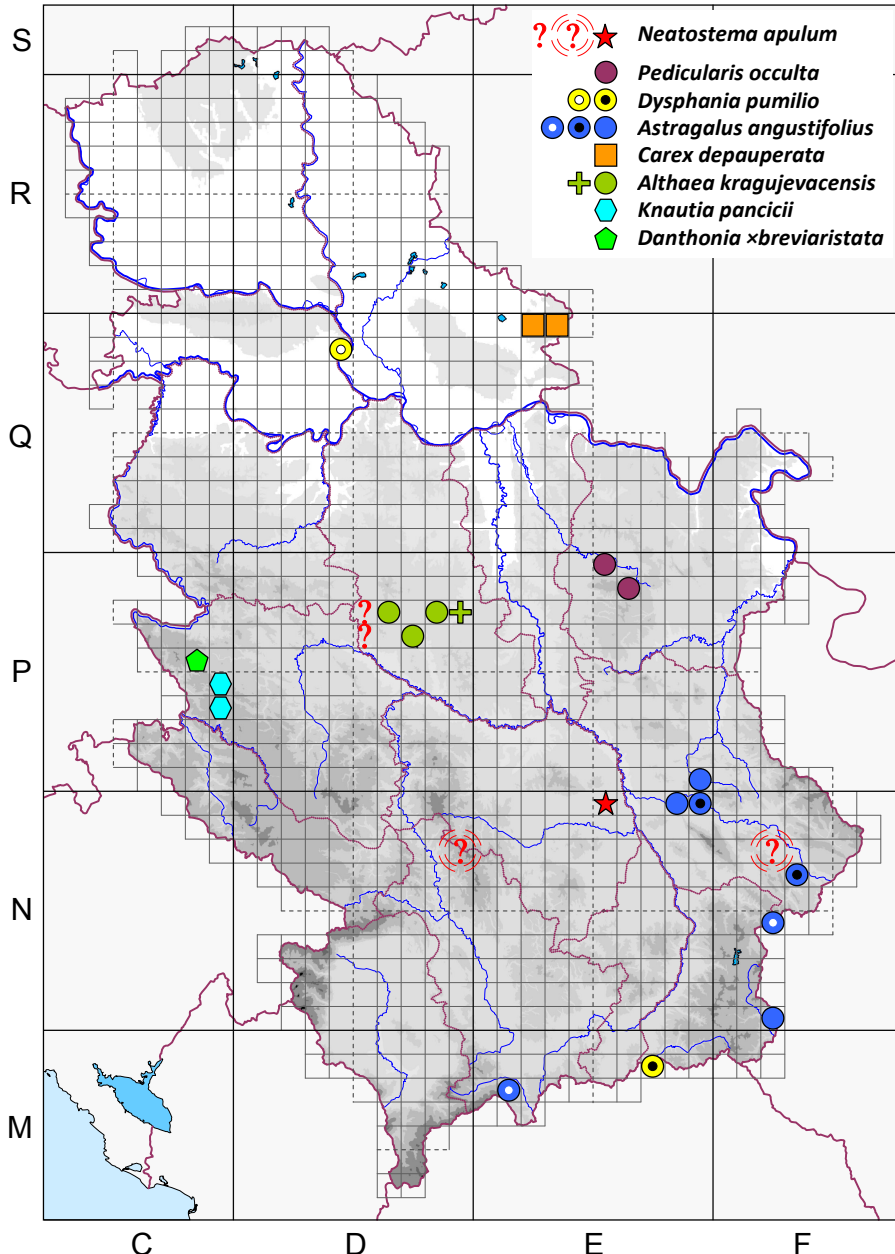 S
? ? Neatostema apulum
Pedicularis occulta
Dysphania pumilio
Astragalus angustifolius
Carex depauperata
Althaea kragujevacensis
Knautia pancicii
Danthonia ×breviaristata
R
Q
?
?
P
? ?
N
M
C D E F